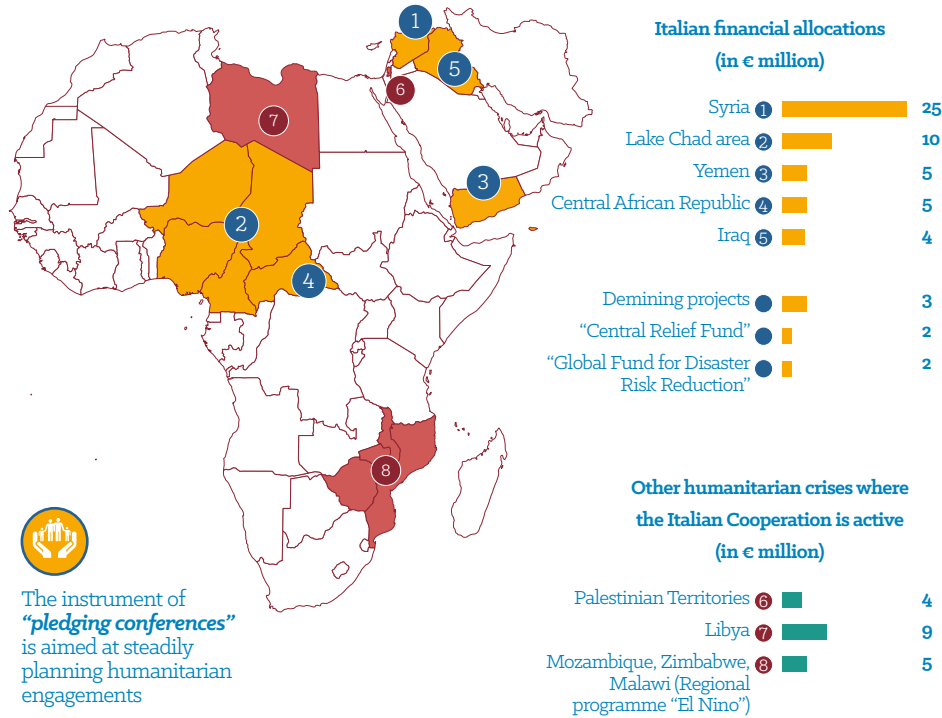 1
5
6
7
3
2
4
8
Italian financial allocations
(in € million)
Syria 1 25
Lake Chad area 2 10
Yemen 3 5
Central African Republic 4 5
Iraq 5 4
Demining projects 3
“Central Relief Fund” 2
“Global Fund for Disaster 2
Risk Reduction”
Other humanitarian crises where
the Italian Cooperation is active
(in € million)
Palestinian Territories 6 4
Libya 7 9
Mozambique, Zimbabwe, 8 5
Malawi (Regional
programme “El Nino”)
The instrument of
“pledging conferences”
is aimed at steadily
planning humanitarian
engagements